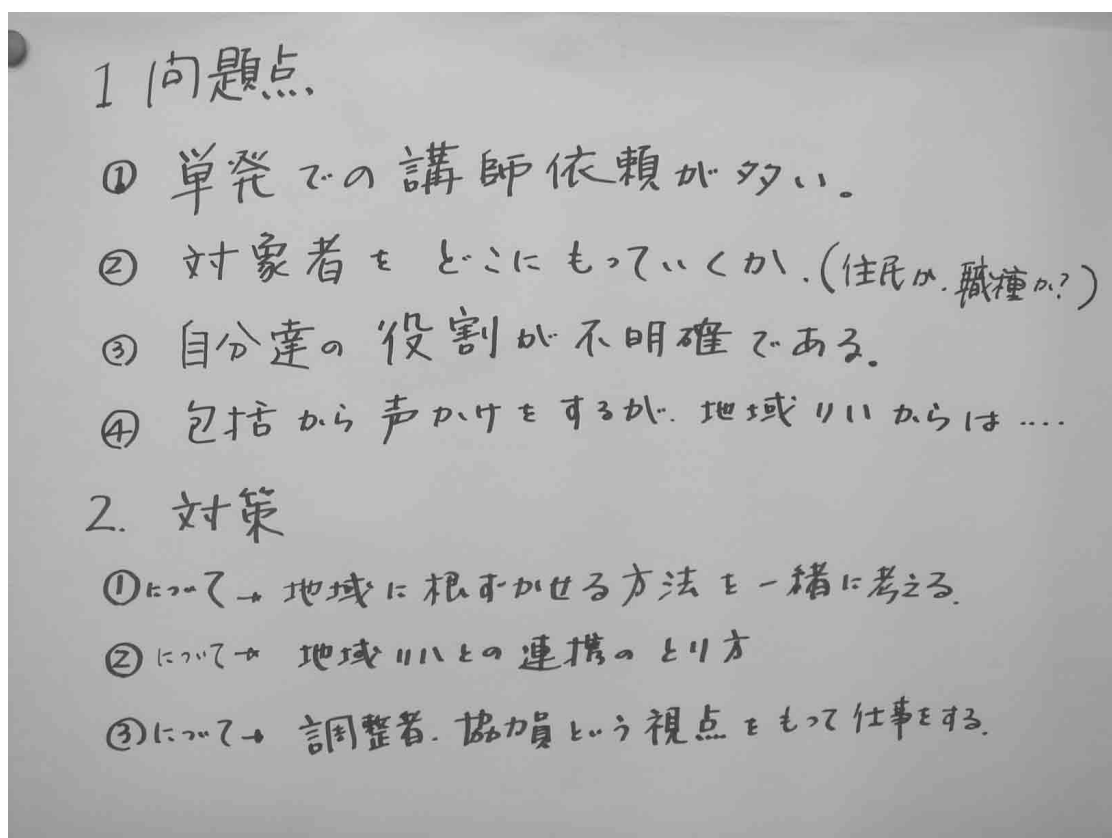 1 問題点
① 単発での講師依頼が多い。
② 対象者をどこにもっていくか.(住民か.職種か?)
③ 自分達の役割が不明確である。
④ 包括から声かけをするが.地域リハからは....
2. 対策
①について→地域に根ずかせる方法を一緒に考える.
②について→地域リハとの連携のとり方
③について→調整者.協力員という視点をもって仕事をする.